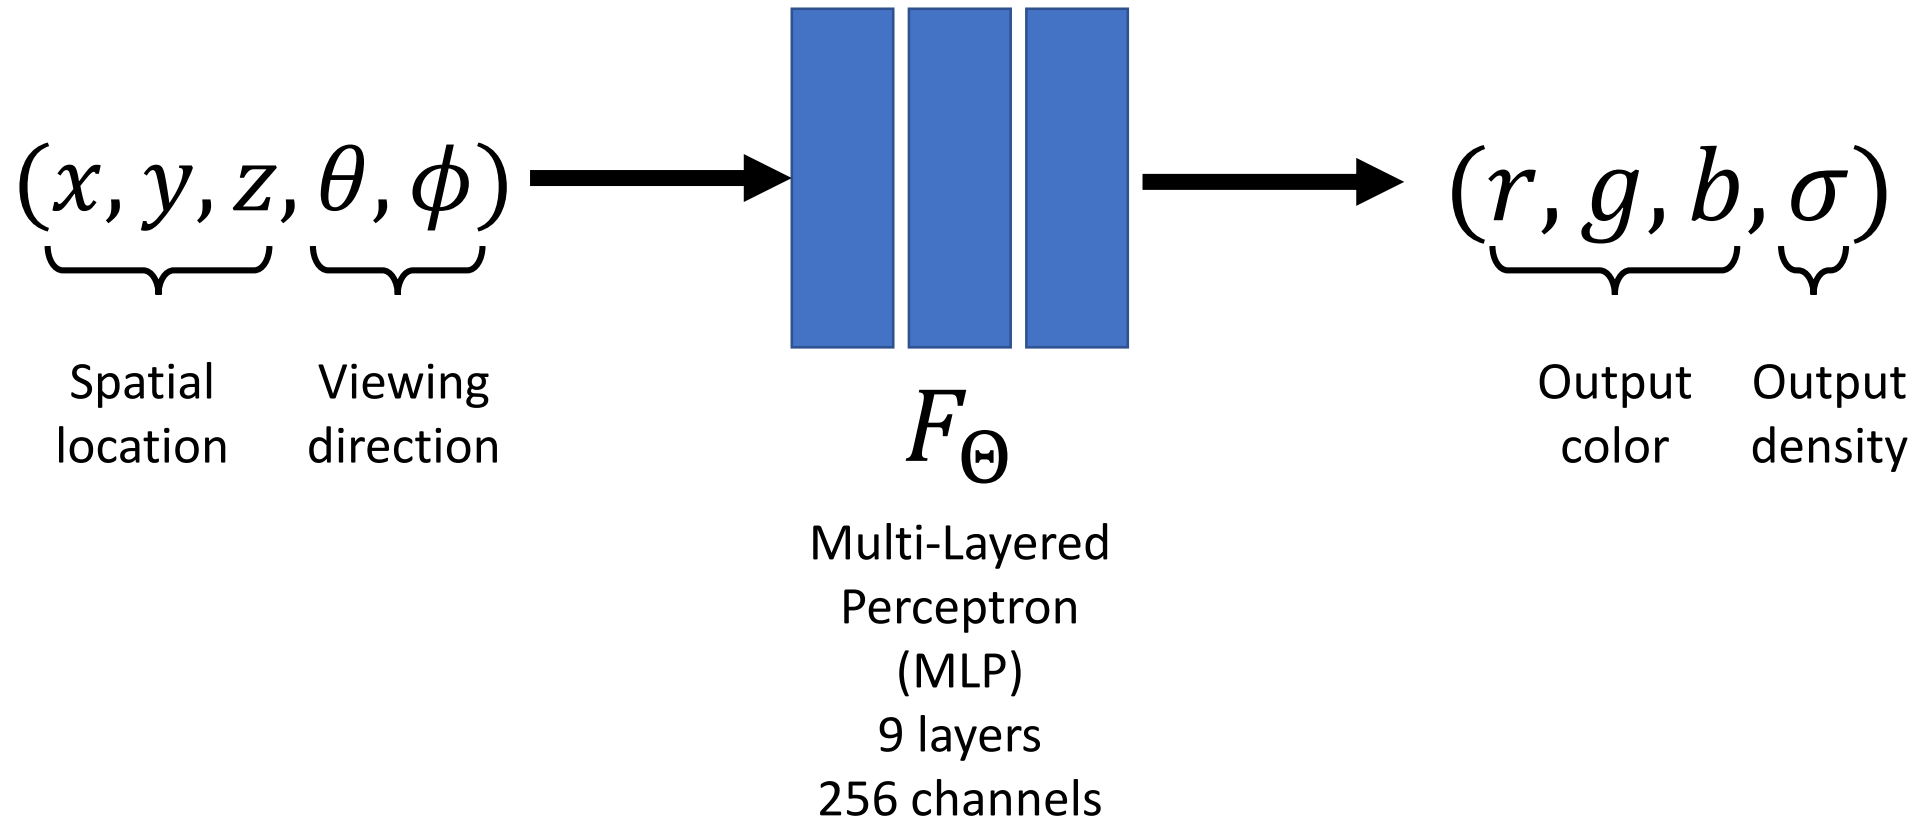 (x, y, z, θ, ϕ)
Spatial
location
Viewing
direction
F_Θ
Multi-Layered
Perceptron
(MLP)
9 layers
256 channels
(r, g, b, σ)
Output
color
Output
density